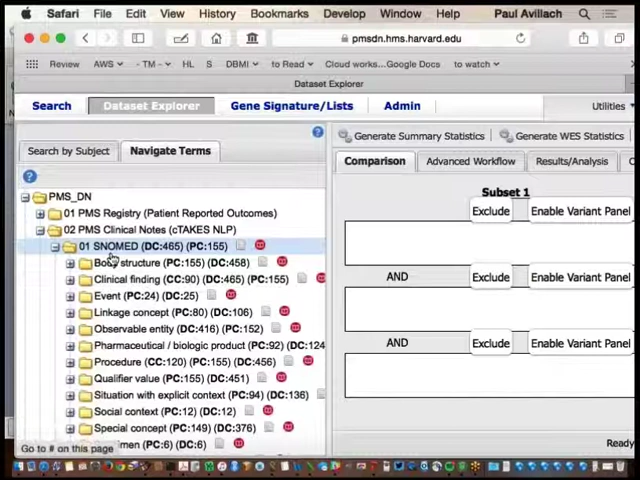 Safari File Edit View History Bookmarks Develop Window Help Paul Avillach
pmsdn.hms.harvard.edu
Review AWS - TM - HL S DBMI to Read Cloud works...Google Docs to watch
Dataset Explorer
Search Dataset Explorer Gene Signature/Lists Admin Utilities
Generate Summary Statistics Generate WES Statistics
Search by Subject Navigate Terms
Comparison Advanced Workflow Results/Analysis
Subset 1
PMS_DN
01 PMS Registry (Patient Reported Outcomes)
02 PMS Clinical Notes (cTAKES NLP)
01 SNOMED (DC:465) (PC:155)
Body structure (PC:155) (DC:458)
Clinical finding (CC:90) (DC:465) (PC:155)
Event (PC:24) (DC:25)
Linkage concept (PC:80) (DC:106)
Observable entity (DC:416) (PC:152)
Pharmaceutical / biologic product (PC:92) (DC:124
Procedure (CC:120) (PC:155) (DC:456)
Qualifier value (PC:155) (DC:451)
Situation with explicit context (PC:94) (DC:136)
Social context (PC:12) (DC:12)
Special concept (PC:149) (DC:376)
imen (PC:6) (DC:6)
Go to # on this page
Exclude Enable Variant Panel
AND Exclude Enable Variant Panel
AND Exclude Enable Variant Panel
Ready